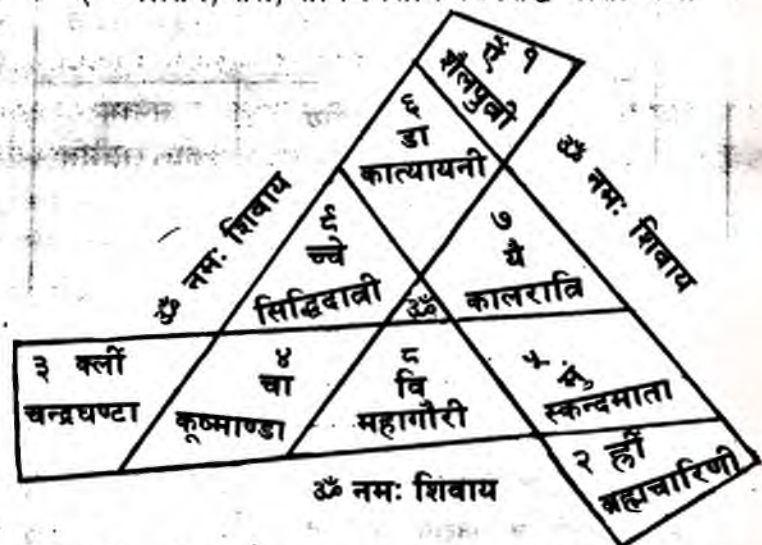 ऐं १
शैलपुत्री
६
डा
कात्यायनी
ॐ नमः शिवाय
ॐ नमः शिवाय
९
च्चे
सिद्धिदात्री
७
यै
कालरात्रि
ॐ
३ क्लीं
चन्द्रघण्टा
४
चा
कूष्माण्डा
८
वि
महागौरी
५
मुं
स्कन्दमाता
२ ह्रीं
ब्रह्मचारिणी
ॐ नमः शिवाय